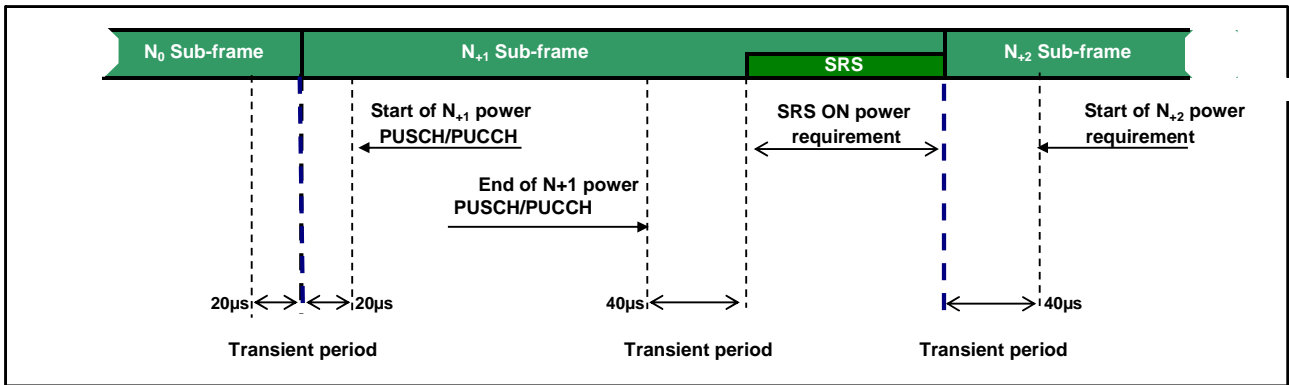 N₀ Sub-frame
N₊₁ Sub-frame
SRS
N₊₂ Sub-frame
Start of N₊₁ power
PUSCH/PUCCH
SRS ON power
requirement
Start of N₊₂ power
requirement
End of N+1 power
PUSCH/PUCCH
20µs
20µs
40µs
40µs
Transient period
Transient period
Transient period